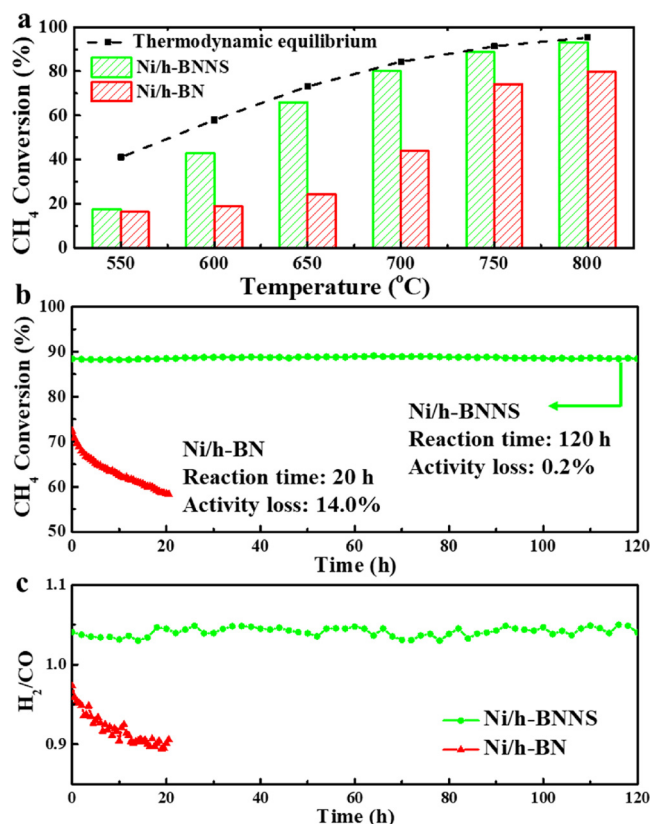 a
CH4 Conversion (%)
100
80
60
40
20
0
Thermodynamic equilibrium
Ni/h-BNNS
Ni/h-BN
550 600 650 700 750 800
Temperature (°C)
b
CH4 Conversion (%)
100
90
80
70
60
50
Ni/h-BN
Reaction time: 20 h
Activity loss: 14.0%
Ni/h-BNNS
Reaction time: 120 h
Activity loss: 0.2%
0 20 40 60 80 100 120
Time (h)
c
H2/CO
1.1
1.0
0.9
Ni/h-BNNS
Ni/h-BN
0 20 40 60 80 100 120
Time (h)